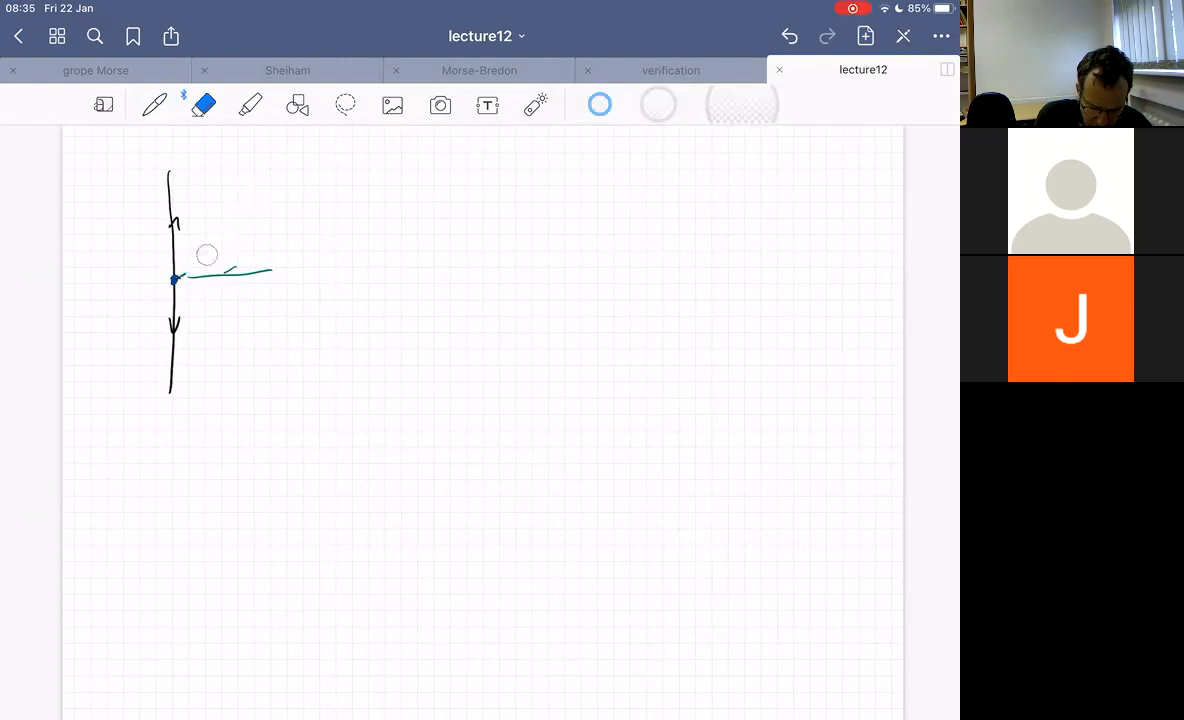 08:35 Fri 22 Jan
85%
lecture12
grope Morse
Sheiham
Morse-Bredon
verification
lecture12
T
J